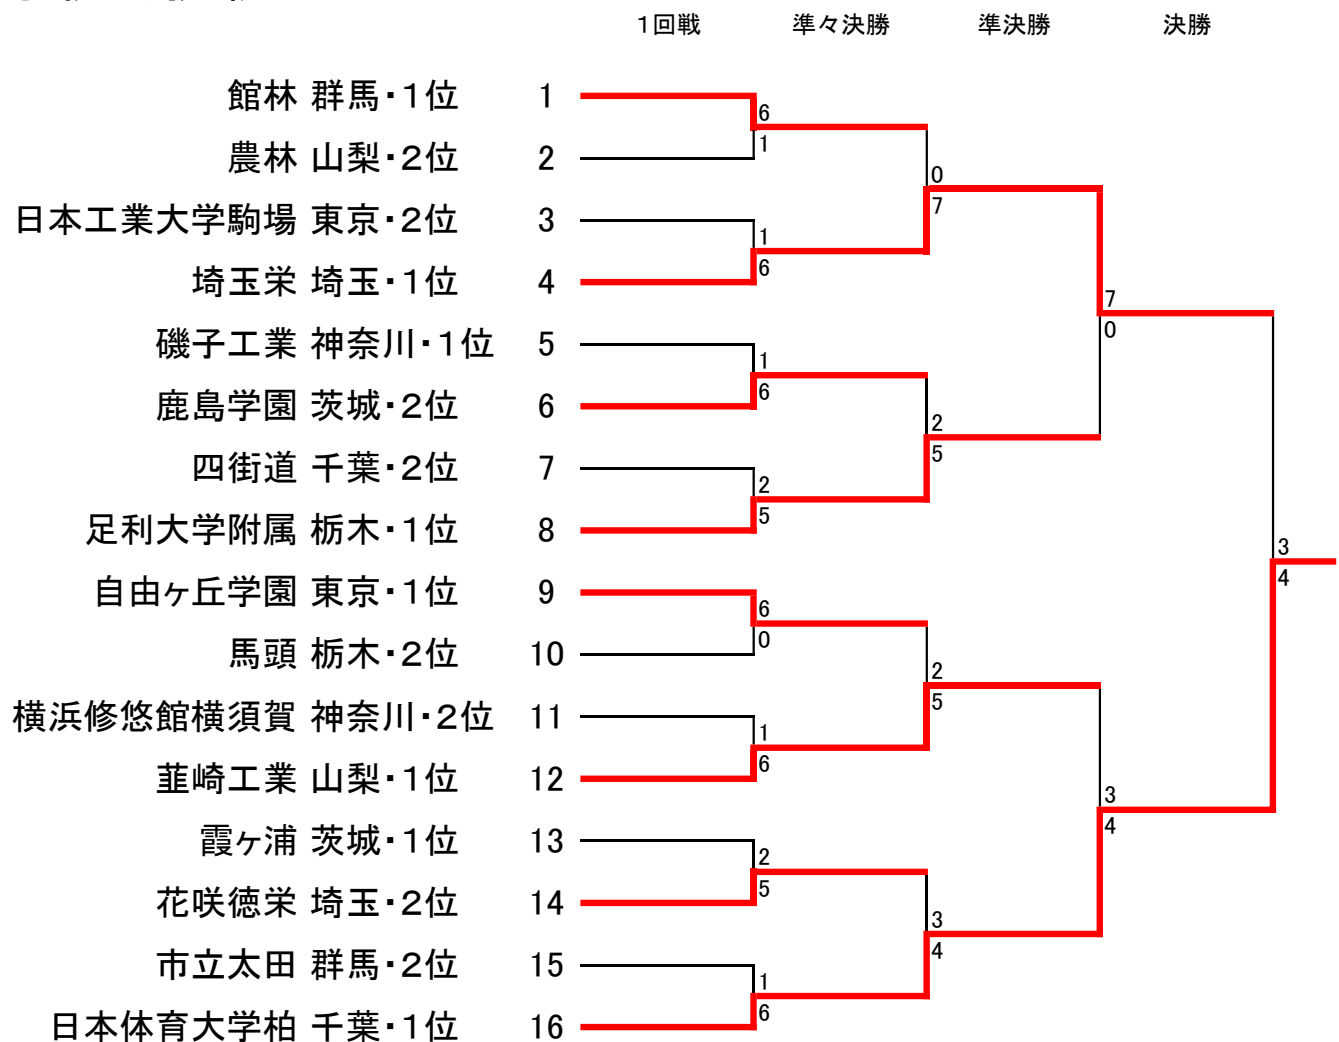 1回戦 準々決勝 準決勝 決勝
館林 群馬・1位 1
6
農林 山梨・2位 2
1
0
日本工業大学駒場 東京・2位 3
7
1
埼玉栄 埼玉・1位 4
6
7
磯子工業 神奈川・1位 5
0
1
鹿島学園 茨城・2位 6
6
2
四街道 千葉・2位 7
5
2
足利大学附属 栃木・1位 8
5
3
自由ヶ丘学園 東京・1位 9
4
6
馬頭 栃木・2位 10
0
2
横浜修悠館横須賀 神奈川・2位 11
5
1
韮崎工業 山梨・1位 12
6
3
霞ヶ浦 茨城・1位 13
4
2
花咲徳栄 埼玉・2位 14
5
3
市立太田 群馬・2位 15
4
1
日本体育大学柏 千葉・1位 16
6